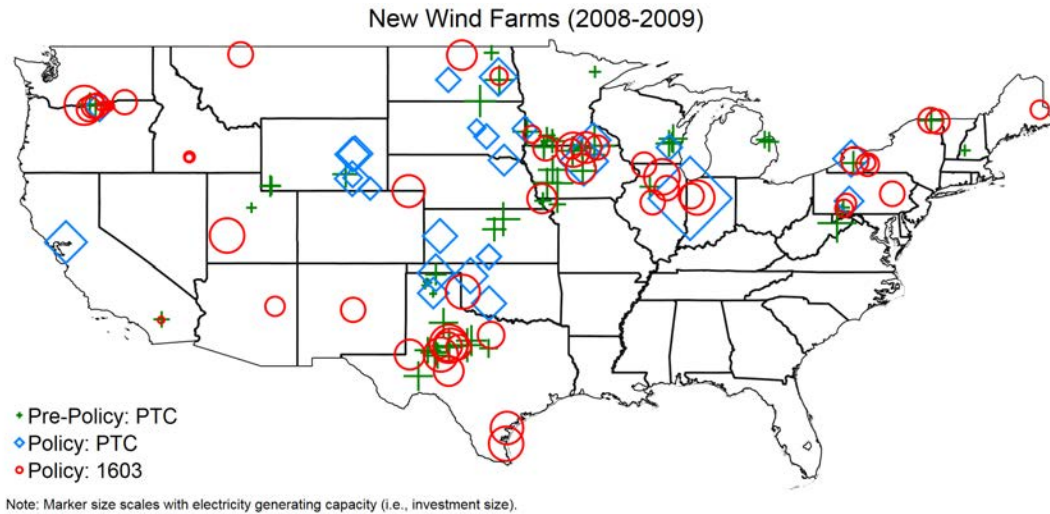 New Wind Farms (2008-2009)
Pre-Policy: PTC
Policy: PTC
Policy: 1603
Note: Marker size scales with electricity generating capacity (i.e., investment size).